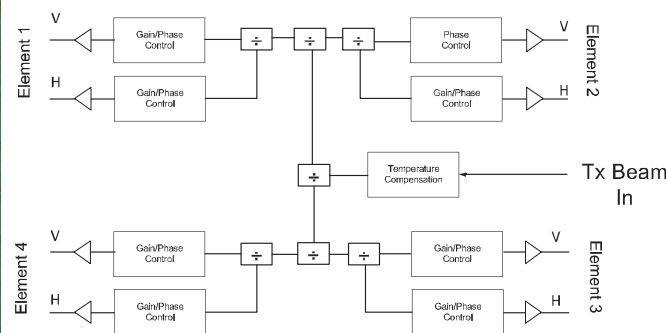 Element 1
V
Gain/Phase
Control
÷
÷
÷
Phase
Control
V
Element 2
H
Gain/Phase
Control
Gain/Phase
Control
H
÷
Temperature
Compensation
Tx Beam
In
Element 4
V
Gain/Phase
Control
÷
÷
÷
Gain/Phase
Control
V
Element 3
H
Gain/Phase
Control
Gain/Phase
Control
H